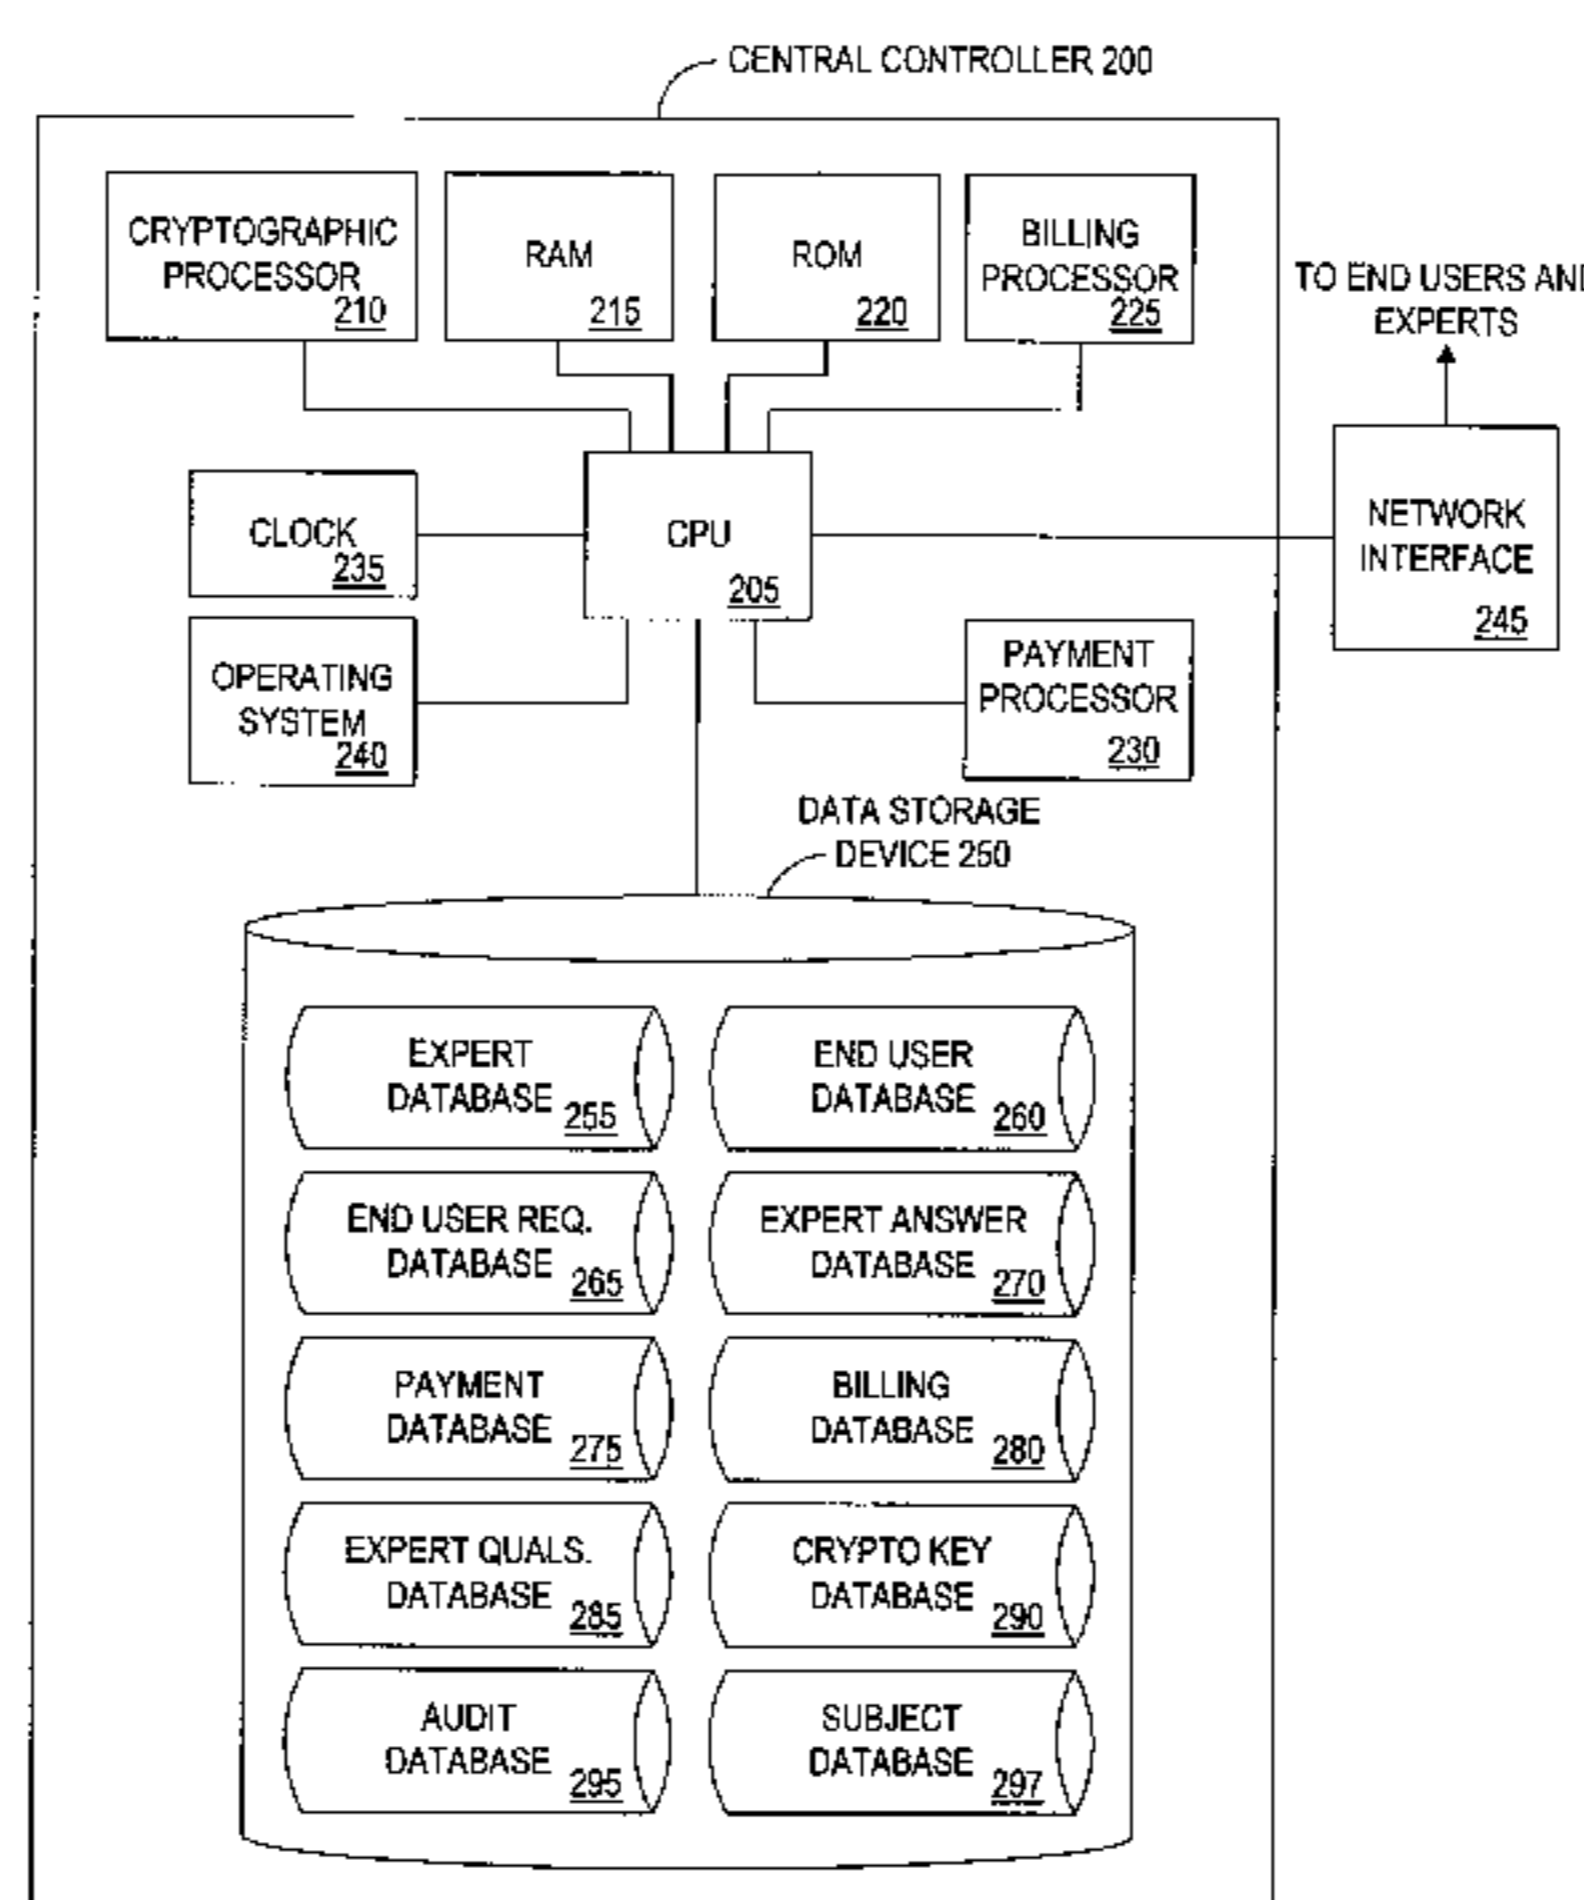 CENTRAL CONTROLLER 200
CRYPTOGRAPHIC
PROCESSOR
210
RAM
215
ROM
220
BILLING
PROCESSOR
225
TO END USERS AND
EXPERTS
CLOCK
235
CPU
205
NETWORK
INTERFACE
245
OPERATING
SYSTEM
240
PAYMENT
PROCESSOR
230
DATA STORAGE
DEVICE 250
EXPERT
DATABASE 255
END USER
DATABASE 260
END USER REQ.
DATABASE 265
EXPERT ANSWER
DATABASE 270
PAYMENT
DATABASE 275
BILLING
DATABASE 280
EXPERT QUALS.
DATABASE 285
CRYPTO KEY
DATABASE 290
AUDIT
DATABASE 295
SUBJECT
DATABASE 297